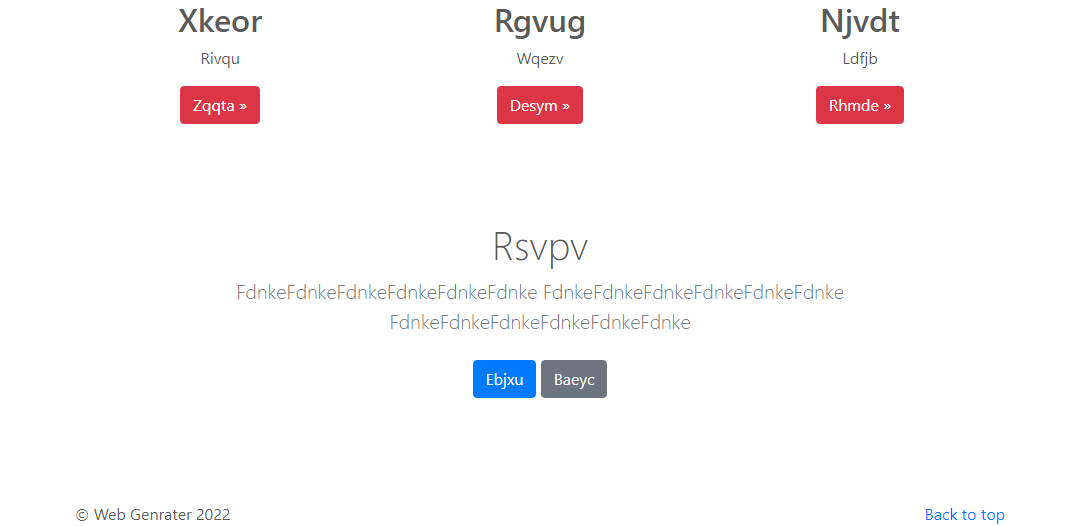 Xkeor Rgvug Njvdt
Rivqu Wqezv Ldfjb
Zqqta » Desym » Rhmde »
Rsvpv
FdnkeFdnkeFdnkeFdnkeFdnkeFdnke FdnkeFdnkeFdnkeFdnkeFdnkeFdnke
FdnkeFdnkeFdnkeFdnkeFdnkeFdnke
Ebjxu Baeyc
© Web Genrater 2022 Back to top